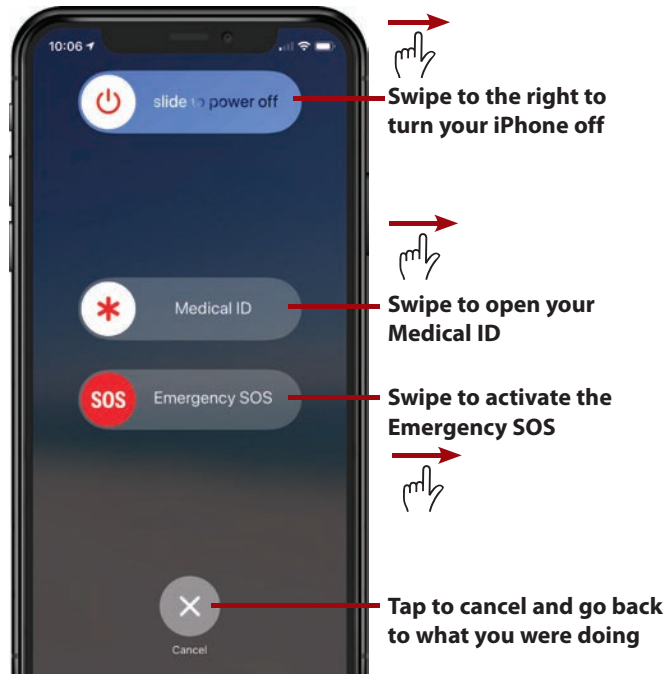 10:06
slide to power off
Swipe to the right to
turn your iPhone off
Medical ID
Swipe to open your
Medical ID
SOS
Emergency SOS
Swipe to activate the
Emergency SOS
Cancel
Tap to cancel and go back
to what you were doing